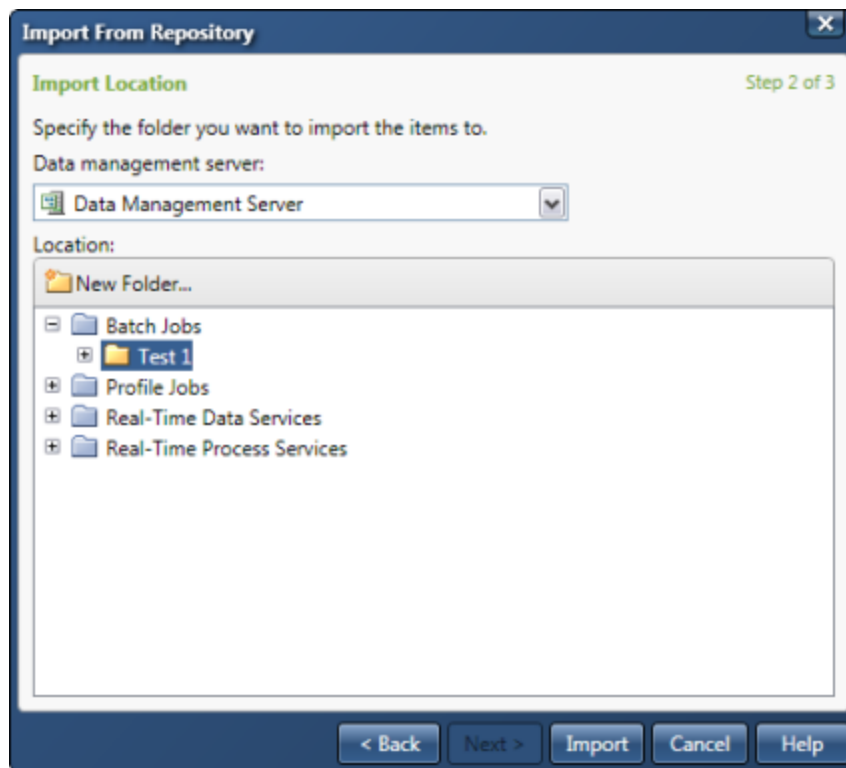 Import From Repository
Import Location
Step 2 of 3
Specify the folder you want to import the items to.
Data management server:
Data Management Server
Location:
New Folder...
Batch Jobs
Test 1
Profile Jobs
Real-Time Data Services
Real-Time Process Services
< Back Next > Import Cancel Help